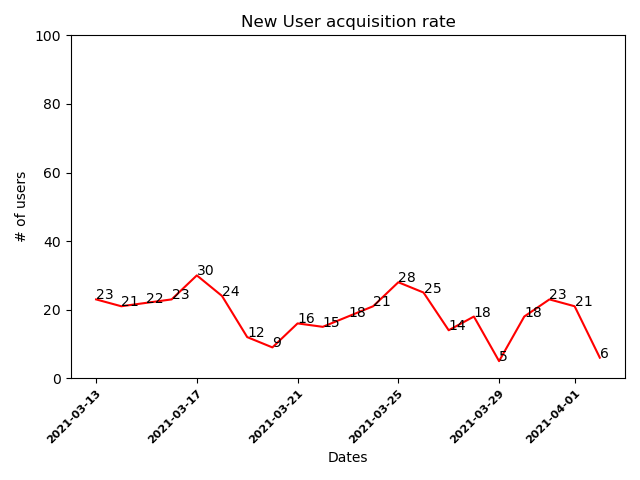 New User acquisition rate
100
80
60
40
20
0
# of users
23 21 22 23 30 24 12 9 16 15 18 21 28 25 14 18 5 18 23 21 6
2021-03-13 2021-03-17 2021-03-21 2021-03-25 2021-03-29 2021-04-01
Dates